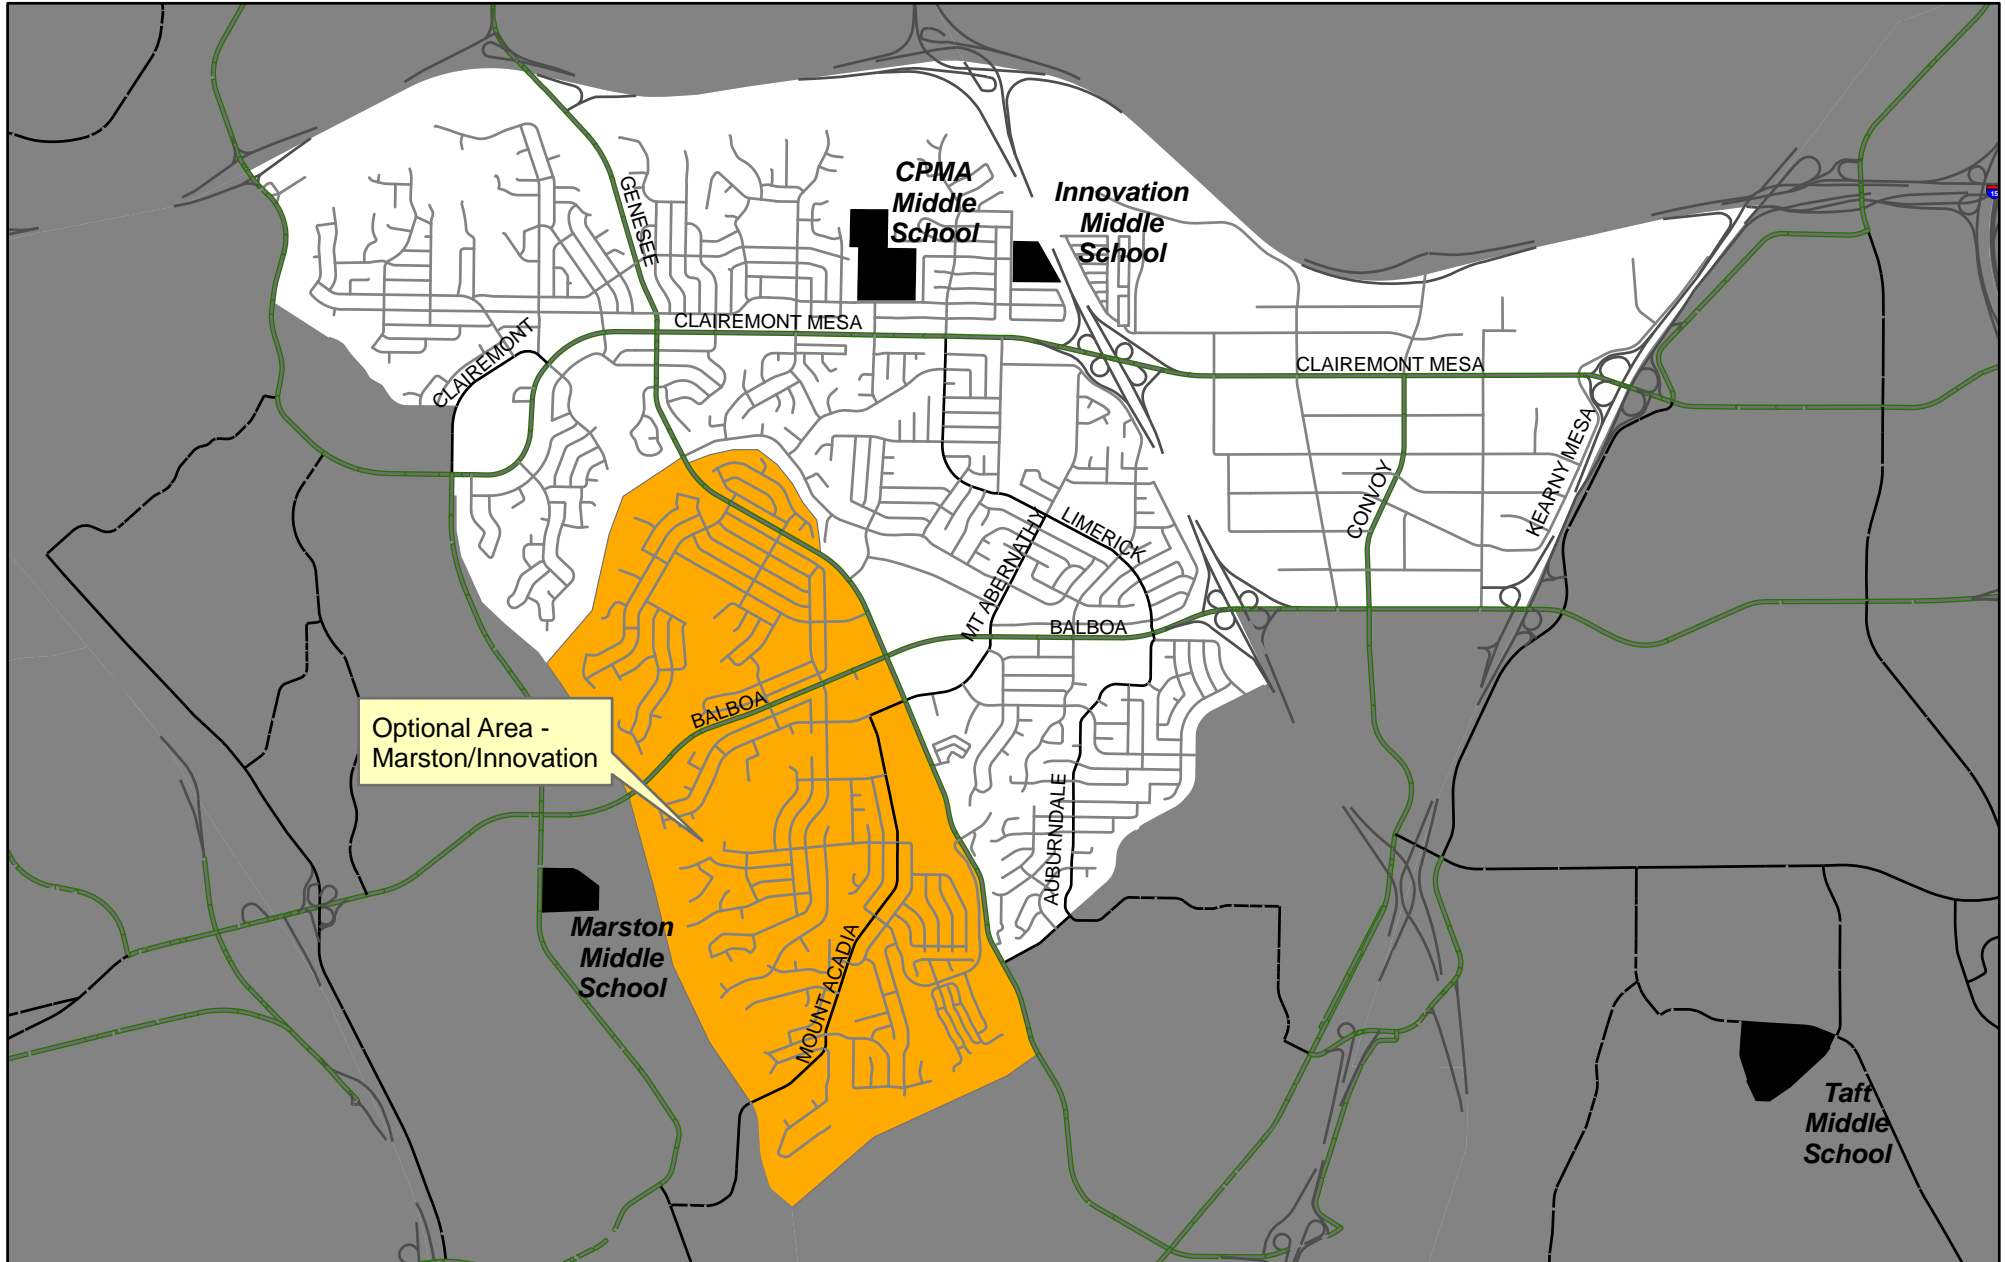 CPMA
Middle
School
Innovation
Middle
School
15
GENESEE
CLAIREMONT MESA
CLAIREMONT
CLAIREMONT MESA
KEARNY MESA
CONVOY
LIMERICK
MT ABERNATHY
BALBOA
BALBOA
Optional Area -
Marston/Innovation
AUBURNDALE
Marston
Middle
School
MOUNT ACADIA
Taft
Middle
School